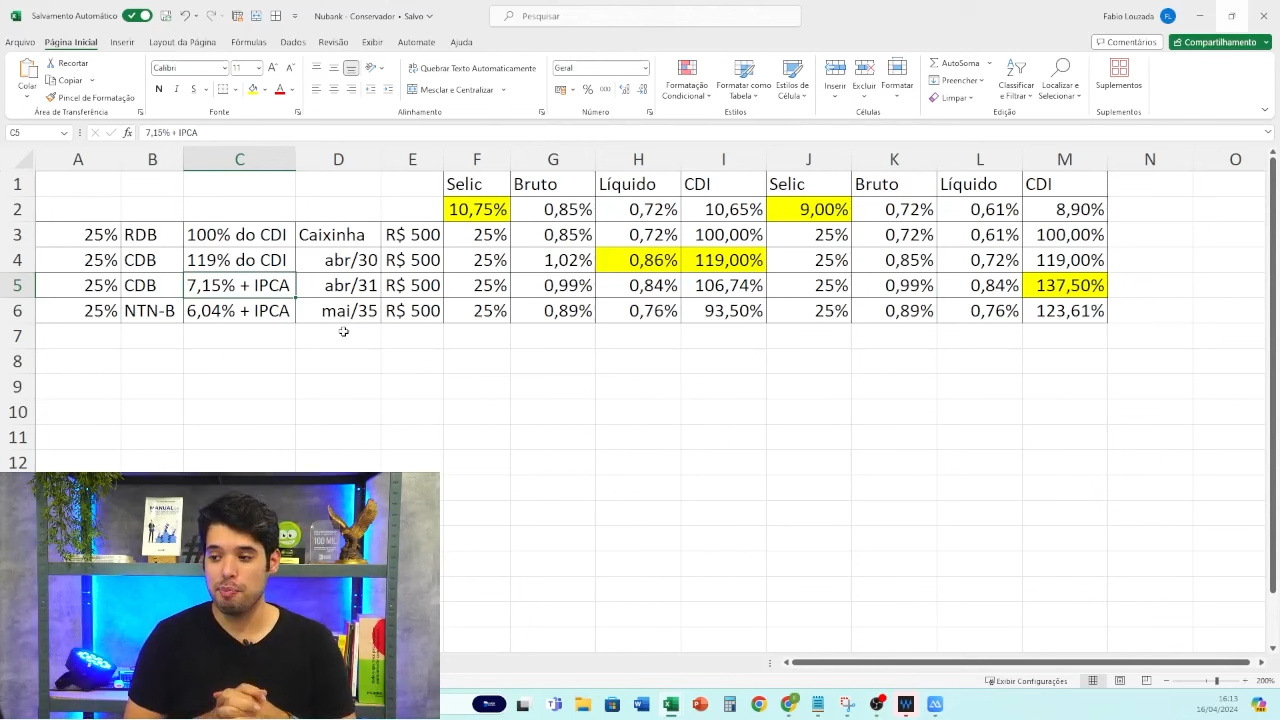 Salvamento Automático
Nubank - Conservador • Salvo
Pesquisar
Fabio Louzada
FL
Arquivo
Página Inicial
Inserir
Layout da Página
Fórmulas
Dados
Revisão
Exibir
Automate
Ajuda
Comentários
Compartilhamento
Colar
Recortar
Copiar
Pincel de Formatação
Área de Transferência
Calibri
11
N I S
Fonte
Quebrar Texto Automaticamente
Mesclar e Centralizar
Alinhamento
Geral
Número
Formatação Condicional
Formatar como Tabela
Estilos de Célula
Estilos
Inserir
Excluir
Formatar
Células
AutoSoma
Preencher
Limpar
Classificar e Filtrar
Localizar e Selecionar
Edição
Suplementos
Suplementos
C5
fx
7,15% + IPCA
A B C D E F G H I J K L M N O
1 Selic Bruto Líquido CDI Selic Bruto Líquido CDI
2 10,75% 0,85% 0,72% 10,65% 9,00% 0,72% 0,61% 8,90%
3 25% RDB 100% do CDI Caixinha R$ 500 25% 0,85% 0,72% 100,00% 25% 0,72% 0,61% 100,00%
4 25% CDB 119% do CDI abr/30 R$ 500 25% 1,02% 0,86% 119,00% 25% 0,85% 0,72% 119,00%
5 25% CDB 7,15% + IPCA abr/31 R$ 500 25% 0,99% 0,84% 106,74% 25% 0,99% 0,84% 137,50%
6 25% NTN-B 6,04% + IPCA mai/35 R$ 500 25% 0,89% 0,76% 93,50% 25% 0,89% 0,76% 123,61%
7
8
9
10
11
12
MANUAL
100 MIL
Exibir Configurações
200%
16:13
16/04/2024